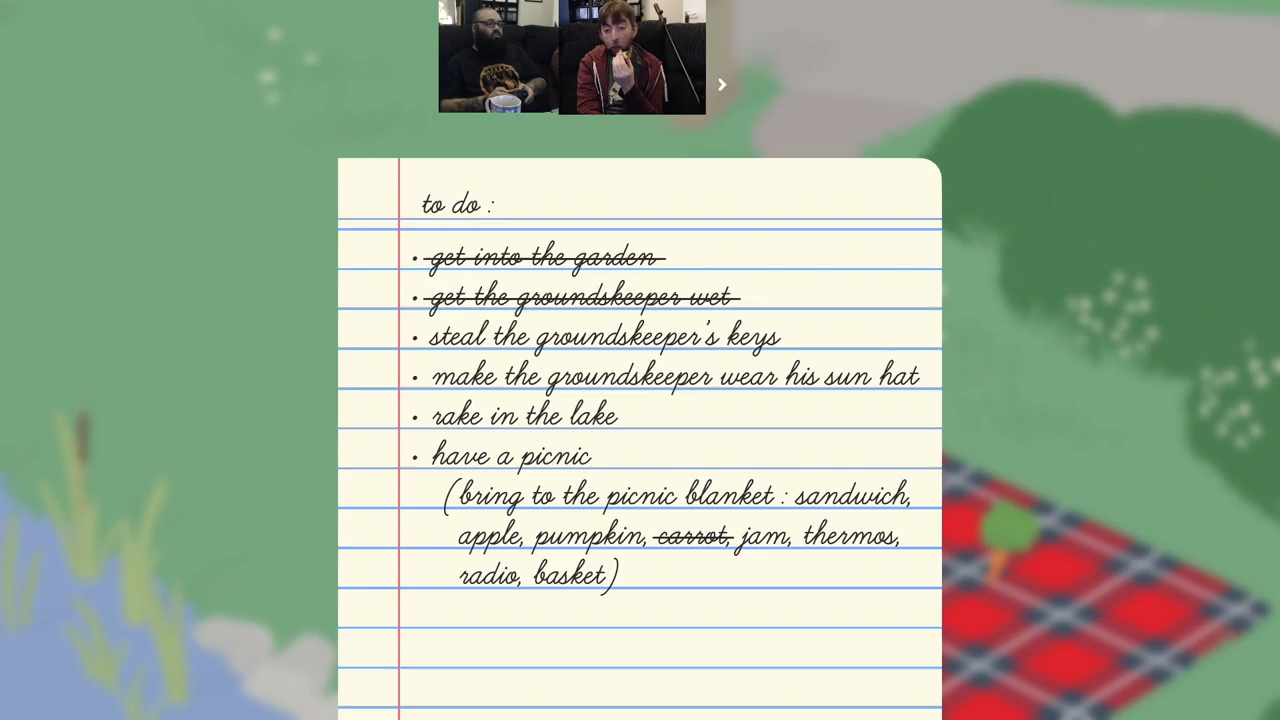 to do :
• get into the garden
• get the groundskeeper wet
• steal the groundskeeper's keys
• make the groundskeeper wear his sun hat
• rake in the lake
• have a picnic
(bring to the picnic blanket : sandwich,
apple, pumpkin, carrot, jam, thermos,
radio, basket)